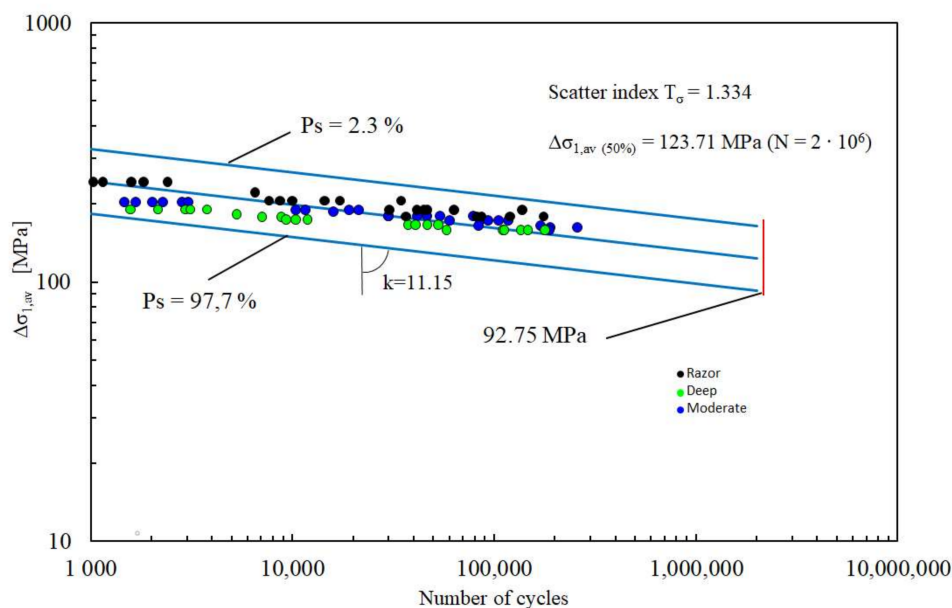 1000
Scatter index Tσ = 1.334
Ps = 2.3 %
Δσ1,av (50%) = 123.71 MPa (N = 2 · 10⁶)
Δσ1,av [MPa]
100
k=11.15
Ps = 97,7 %
92.75 MPa
Razor
Deep
Moderate
10
1 000
10,000
100,000
1,000,000
10,000,000
Number of cycles